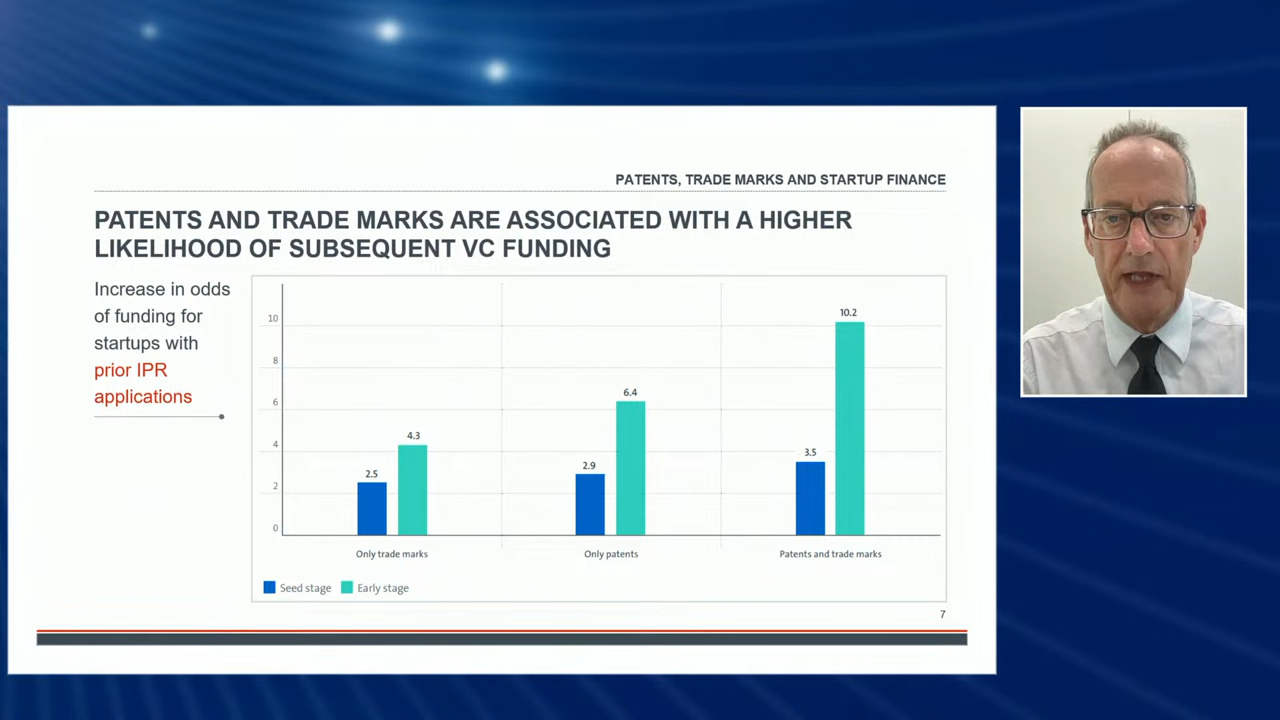 PATENTS, TRADE MARKS AND STARTUP FINANCE
PATENTS AND TRADE MARKS ARE ASSOCIATED WITH A HIGHER
LIKELIHOOD OF SUBSEQUENT VC FUNDING
Increase in odds
of funding for
startups with
prior IPR
applications
10
8
6
4
2
0
2.5
4.3
2.9
6.4
3.5
10.2
Only trade marks
Only patents
Patents and trade marks
Seed stage
Early stage
7